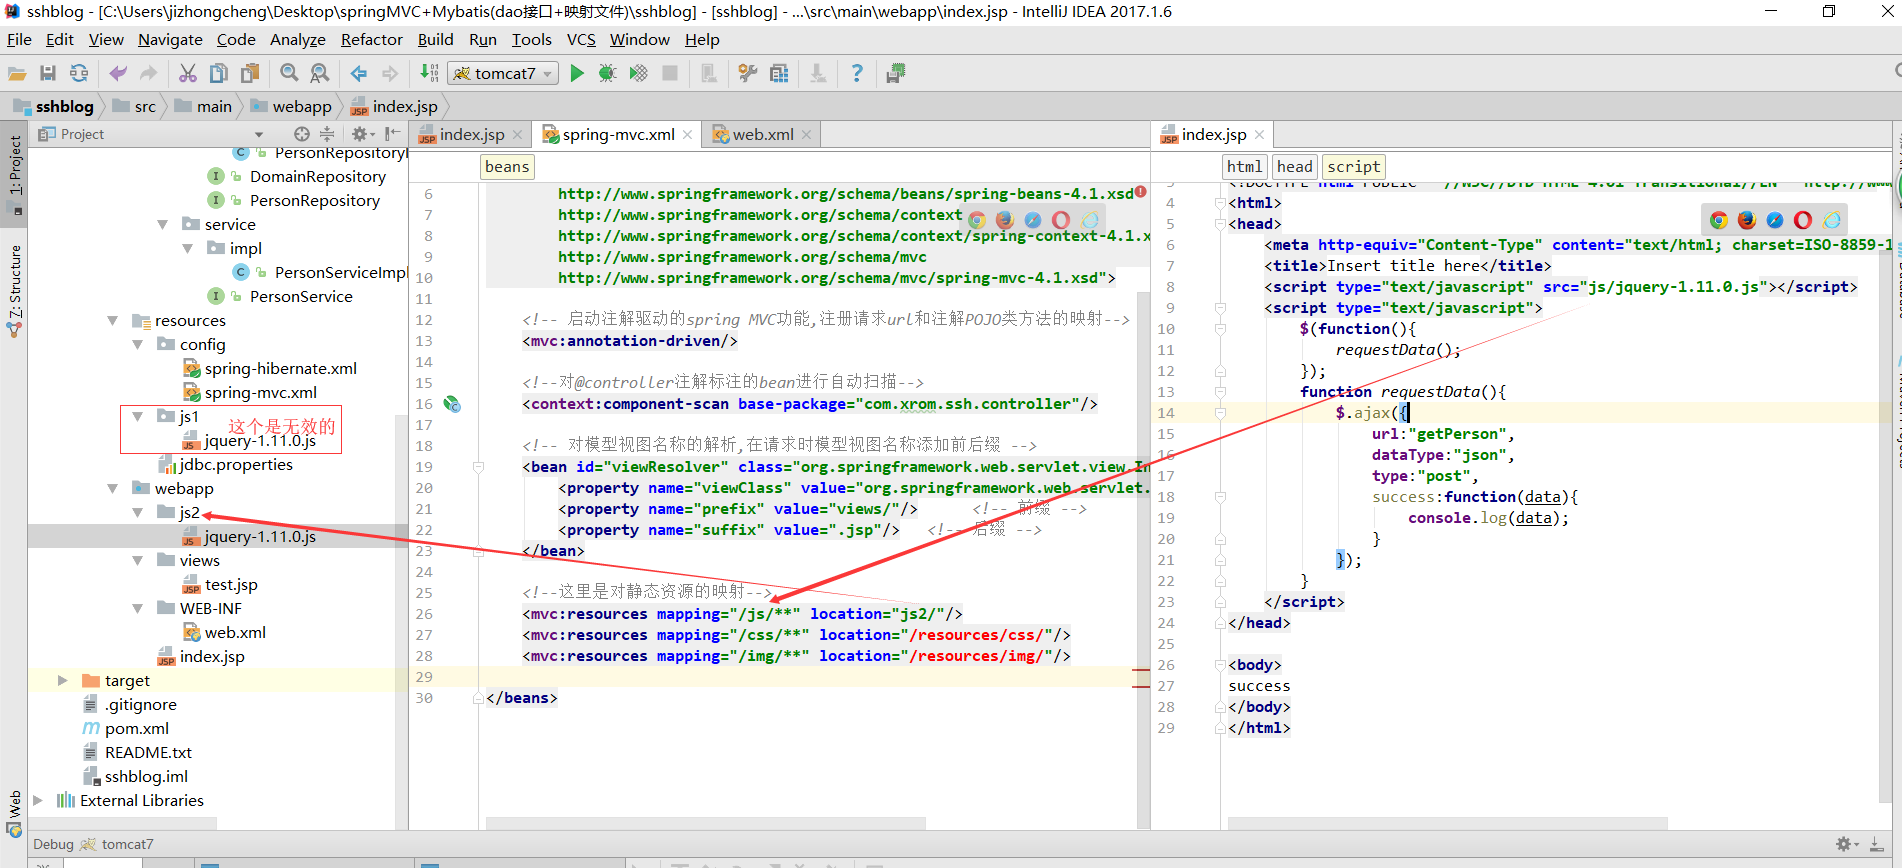 sshblog - [C:\Users\jizhongcheng\Desktop\springMVC+Mybatis(dao接口+映射文件)\sshblog] - [sshblog] - ...\src\main\webapp\index.jsp - IntelliJ IDEA 2017.1.6
File Edit View Navigate Code Analyze Refactor Build Run Tools VCS Window Help
tomcat7
sshblog src main webapp index.jsp
1: Project
Z: Structure
Web
Project
PersonRepositoryI
DomainRepository
PersonRepository
service
impl
PersonServiceImpl
PersonService
resources
config
spring-hibernate.xml
spring-mvc.xml
js1
这个是无效的
jquery-1.11.0.js
jdbc.properties
webapp
js2
jquery-1.11.0.js
views
test.jsp
WEB-INF
web.xml
index.jsp
target
.gitignore
pom.xml
README.txt
sshblog.iml
External Libraries
index.jsp spring-mvc.xml web.xml
beans
6 http://www.springframework.org/schema/beans/spring-beans-4.1.xsd
7 http://www.springframework.org/schema/context
8 http://www.springframework.org/schema/context/spring-context-4.1.x
9 http://www.springframework.org/schema/mvc
10 http://www.springframework.org/schema/mvc/spring-mvc-4.1.xsd">
11
12 <!-- 启动注解驱动的spring MVC功能,注册请求url和注解POJO类方法的映射-->
13 <mvc:annotation-driven/>
14
15 <!--对@controller注解标注的bean进行自动扫描-->
16 <context:component-scan base-package="com.xrom.ssh.controller"/>
17
18 <!-- 对模型视图名称的解析,在请求时模型视图名称添加前后缀 -->
19 <bean id="viewResolver" class="org.springframework.web.servlet.view.In
20 <property name="viewClass" value="org.springframework.web.servlet.
21 <property name="prefix" value="views/"/> <!-- 前缀 -->
22 <property name="suffix" value=".jsp"/> <!-- 后缀 -->
23 </bean>
24
25 <!--这里是对静态资源的映射-->
26 <mvc:resources mapping="/js/**" location="js2/"/>
27 <mvc:resources mapping="/css/**" location="/resources/css/"/>
28 <mvc:resources mapping="/img/**" location="/resources/img/"/>
29
30 </beans>
index.jsp
html head script
4 <html>
5 <head>
6 <meta http-equiv="Content-Type" content="text/html; charset=ISO-8859-1
7 <title>Insert title here</title>
8 <script type="text/javascript" src="js/jquery-1.11.0.js"></script>
9 <script type="text/javascript">
10 $(function(){
11 requestData();
12 });
13 function requestData(){
14 $.ajax({
15 url:"getPerson",
16 dataType:"json",
17 type:"post",
18 success:function(data){
19 console.log(data);
20 }
21 });
22 }
23 </script>
24 </head>
25
26 <body>
27 success
28 </body>
29 </html>
Debug tomcat7